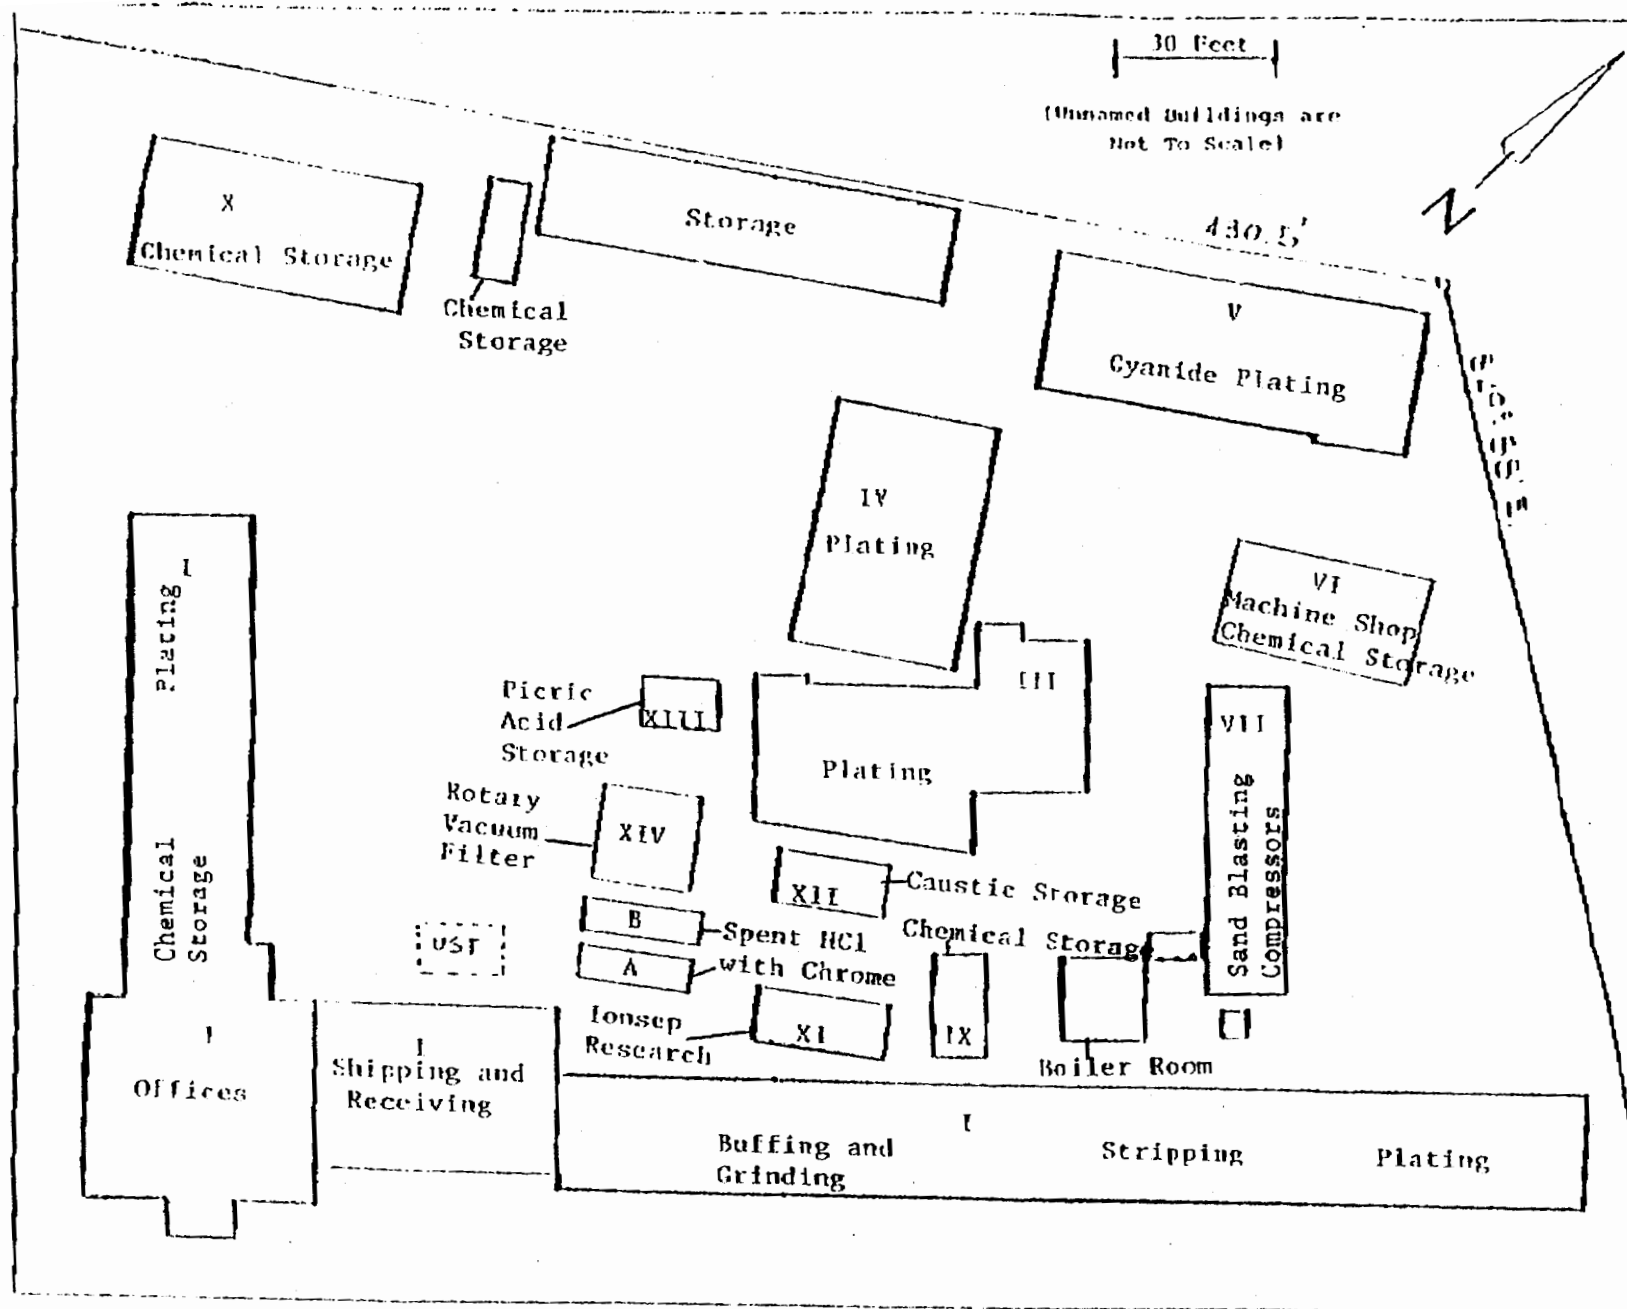 30 Feet
(Unnamed Buildings are
Not To Scale)
N
430.5'
X
Chemical Storage
Chemical
Storage
Storage
V
Cyanide Plating
IV
Plating
VI
Machine Shop
Chemical Storage
I
Plating
Chemical
Storage
Picric
Acid
Storage
XIII
III
Plating
VII
Sand Blasting
Compressors
Rotary
Vacuum
Filter
XIV
XII
Caustic Storage
B
Spent HCl
with Chrome
A
UST
Chemical Storag
IX
Ionsep
Research
XI
Boiler Room
I
Offices
I
Shipping and
Receiving
I
Buffing and
Grinding
Stripping
Plating